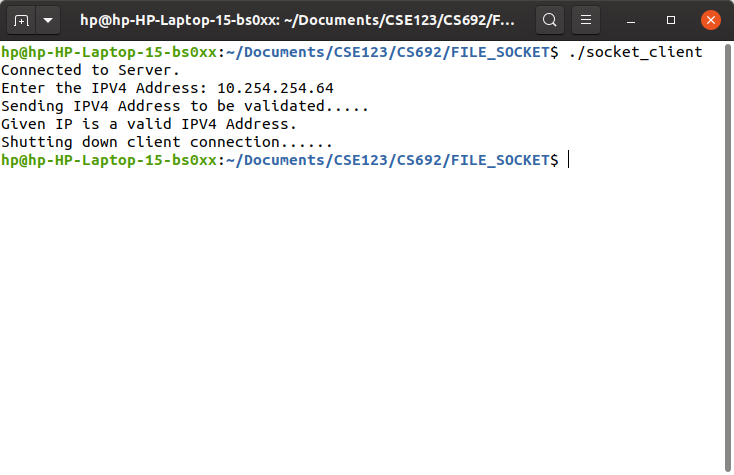 hp@hp-HP-Laptop-15-bs0xx: ~/Documents/CSE123/CS692/F...
hp@hp-HP-Laptop-15-bs0xx:~/Documents/CSE123/CS692/FILE_SOCKET$ ./socket_client
Connected to Server.
Enter the IPV4 Address: 10.254.254.64
Sending IPV4 Address to be validated.....
Given IP is a valid IPV4 Address.
Shutting down client connection......
hp@hp-HP-Laptop-15-bs0xx:~/Documents/CSE123/CS692/FILE_SOCKET$